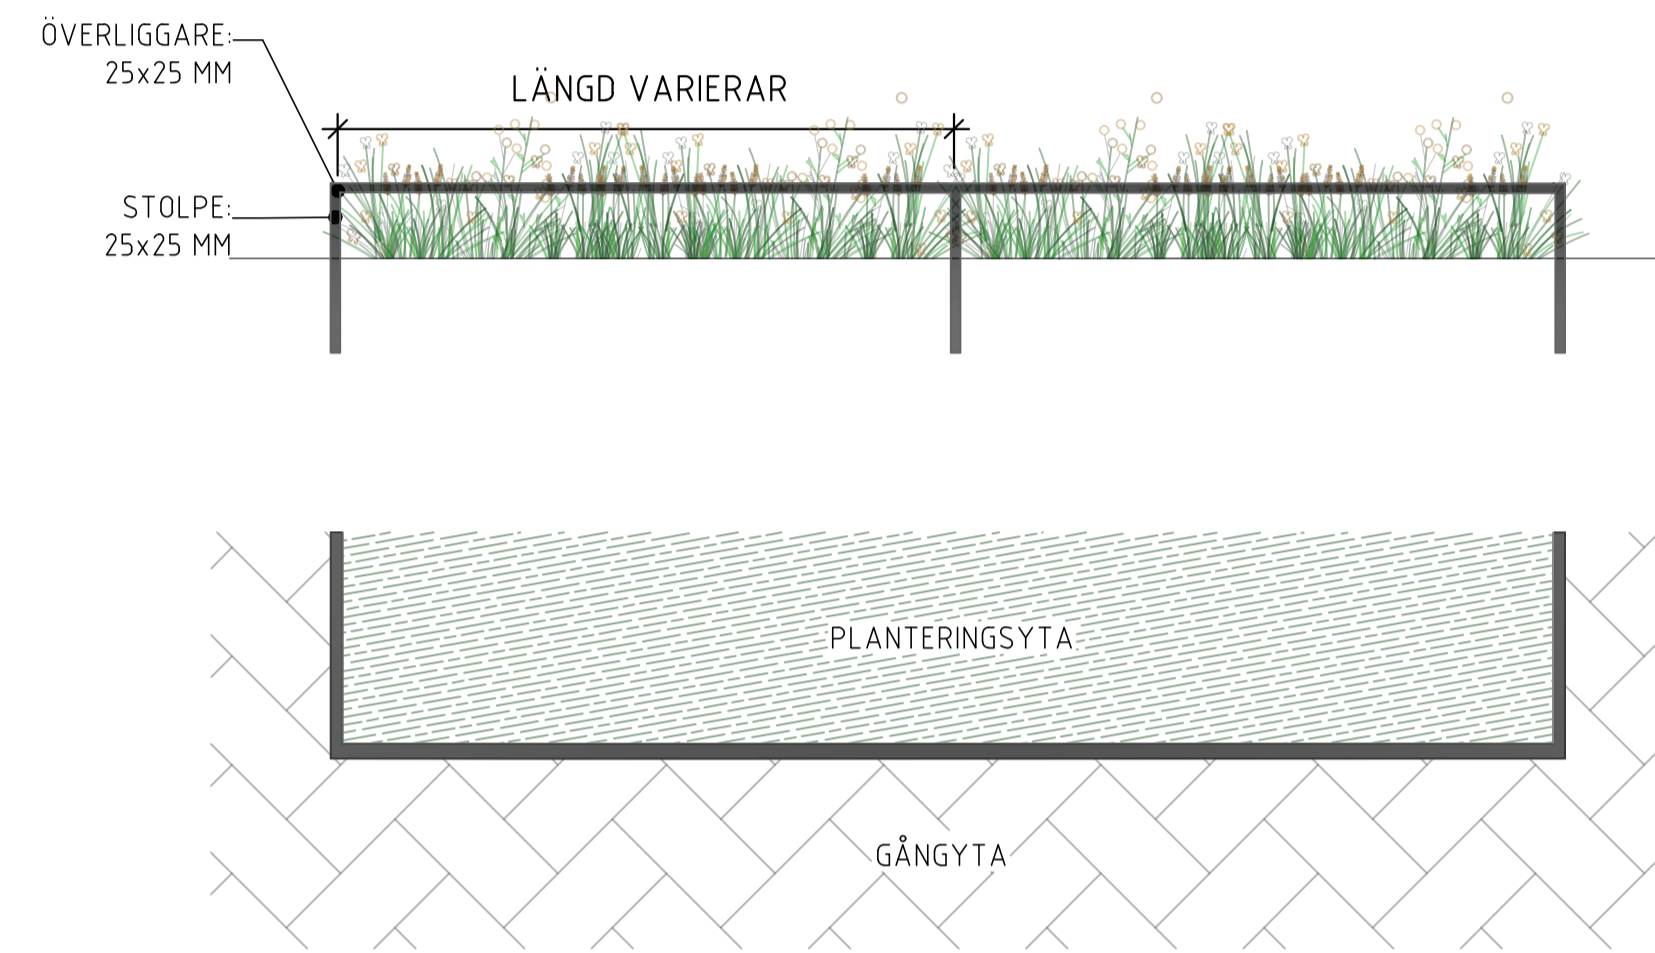 ÖVERLIGGARE:
25x25 MM
LÄNGD VARIERAR
STOLPE:
25x25 MM
PLANTERINGSYTA
GÅNGYTA